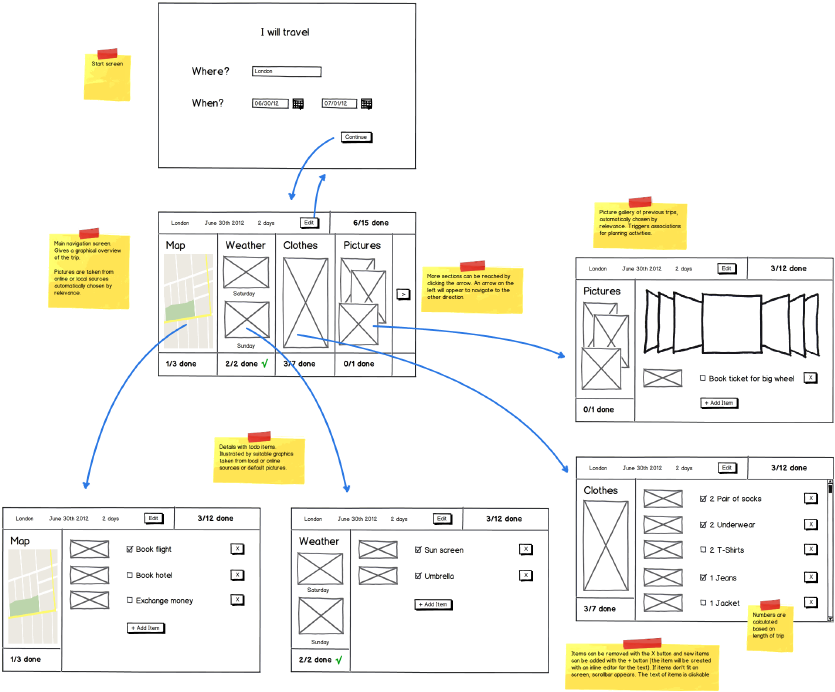 I will travel
Where?
London
When?
06/30/12
07/01/12
Continue
Start screen
London June 30th 2012 2 days Edit 6/15 done
Map
Weather
Saturday
Sunday
Clothes
Pictures
>
1/3 done
2/2 done ✓
3/7 done
0/1 done
Main navigation screen.
Gives a graphical overview
of the trip.
Pictures are taken from
online or local sources
automatically chosen by
relevance.
More sections can be reached by
clicking the arrow. An arrow on the
left will appear to navigate to the
other direction
Picture gallery of previous trips,
automatically chosen by
relevance. Triggers associations
for planning activities.
London June 30th 2012 2 days Edit 3/12 done
Pictures
Book ticket for big wheel X
+ Add Item
0/1 done
Details with todo items.
Illustrated by suitable graphics
taken from local or online
sources or default pictures.
London June 30th 2012 2 days Edit 3/12 done
Clothes
2 Pair of socks X
2 Underwear X
2 T-Shirts X
1 Jeans X
1 Jacket X
3/7 done
Numbers are
calculated
based on
length of trip
Items can be removed with the X button and new items
can be added with the + button (the item will be created
with an inline editor for the text). If items don't fit on
screen, scrollbar appears. The text of items is clickable
London June 30th 2012 2 days Edit 3/12 done
Map
Book flight X
Book hotel X
Exchange money X
+ Add Item
1/3 done
London June 30th 2012 2 days Edit 3/12 done
Weather
Saturday
Sunday
Sun screen X
Umbrella X
+ Add Item
2/2 done ✓